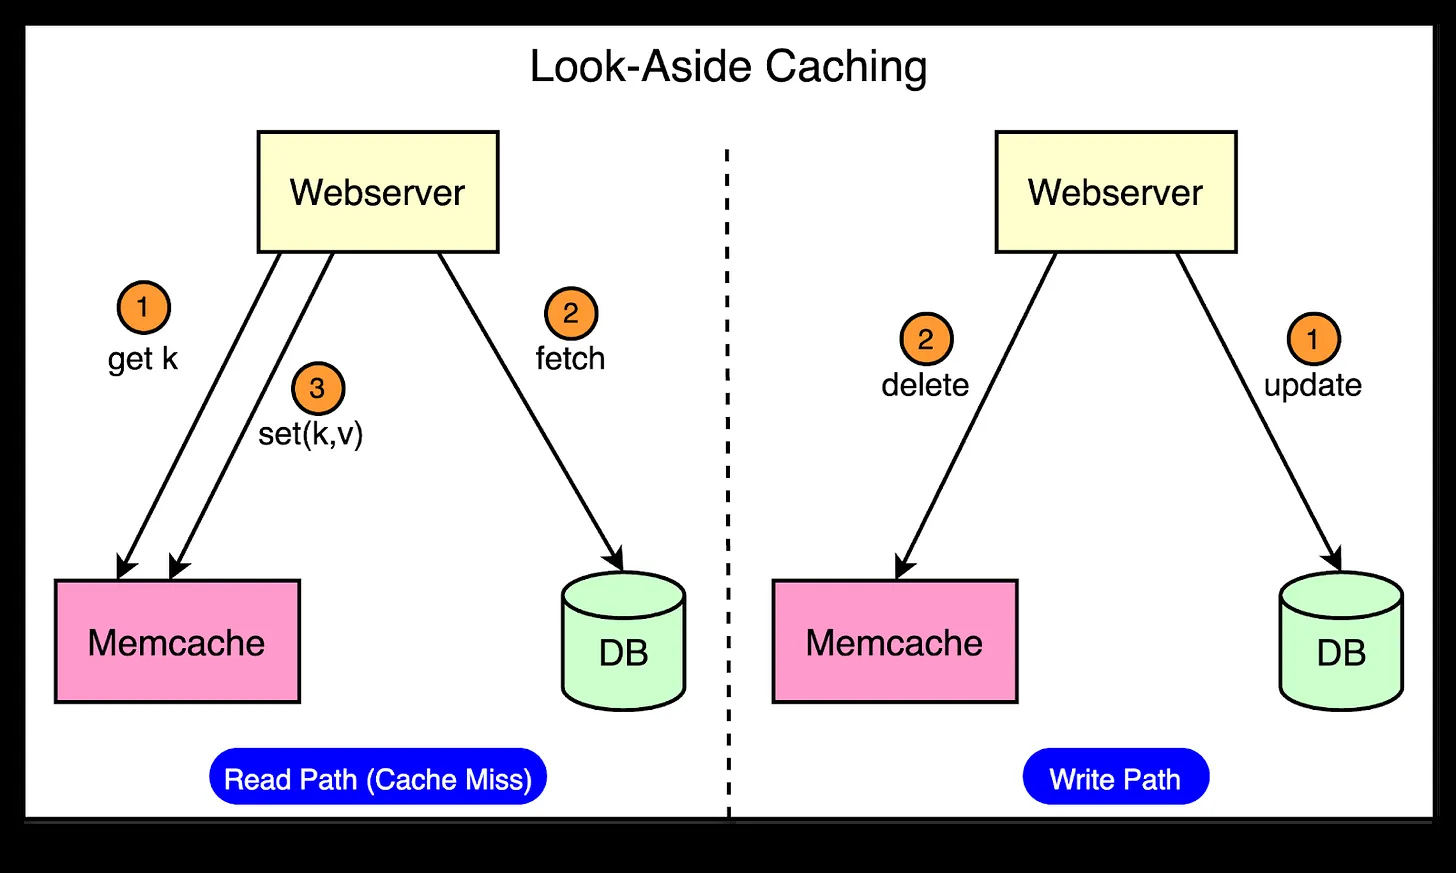 Look-Aside Caching
Webserver
1
get k
3
set(k,v)
2
fetch
Memcache
DB
Read Path (Cache Miss)
Webserver
2
delete
1
update
Memcache
DB
Write Path